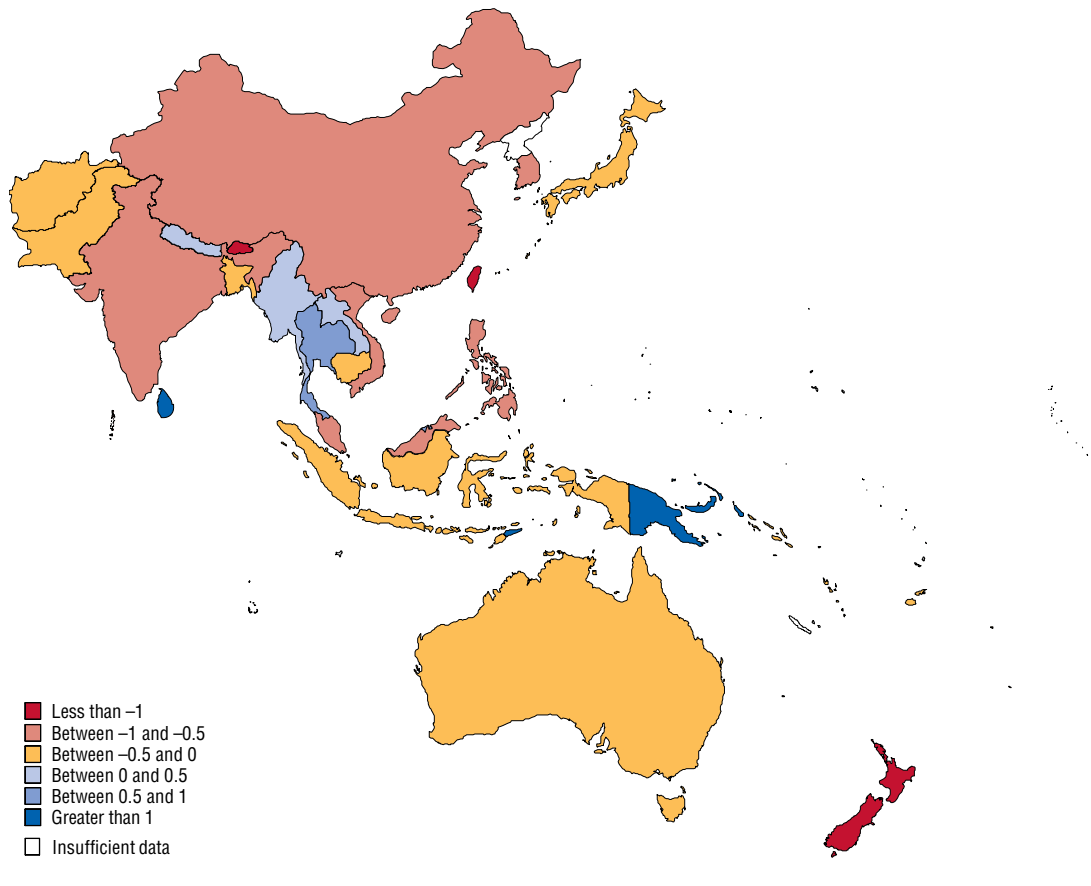 Less than –1
Between –1 and –0.5
Between –0.5 and 0
Between 0 and 0.5
Between 0.5 and 1
Greater than 1
Insufficient data